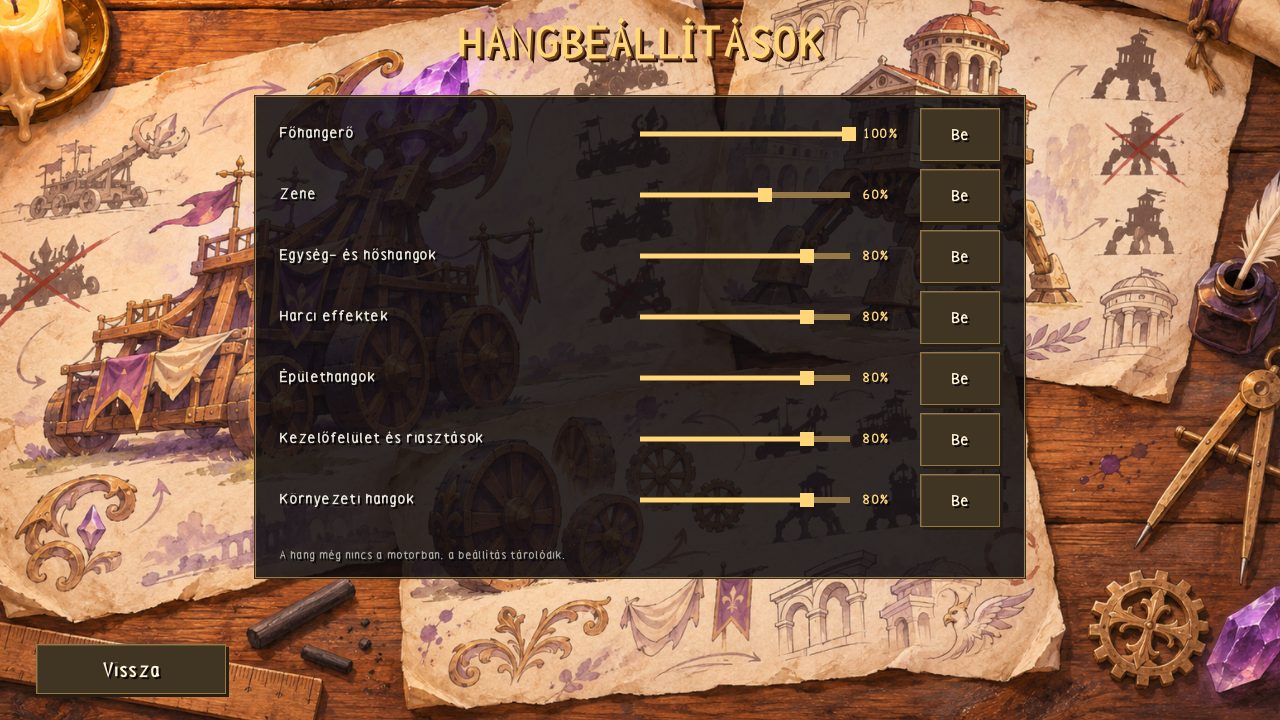 HANGBEÁLLÍTÁSOK
Főhangerő 100% Be
Zene 60% Be
Egység- és hőshangok 80% Be
Harci effektek 80% Be
Épülethangok 80% Be
Kezelőfelület és riasztások 80% Be
Környezeti hangok 80% Be
A hang még nincs a motorban, a beállítás tárolódik.
Vissza